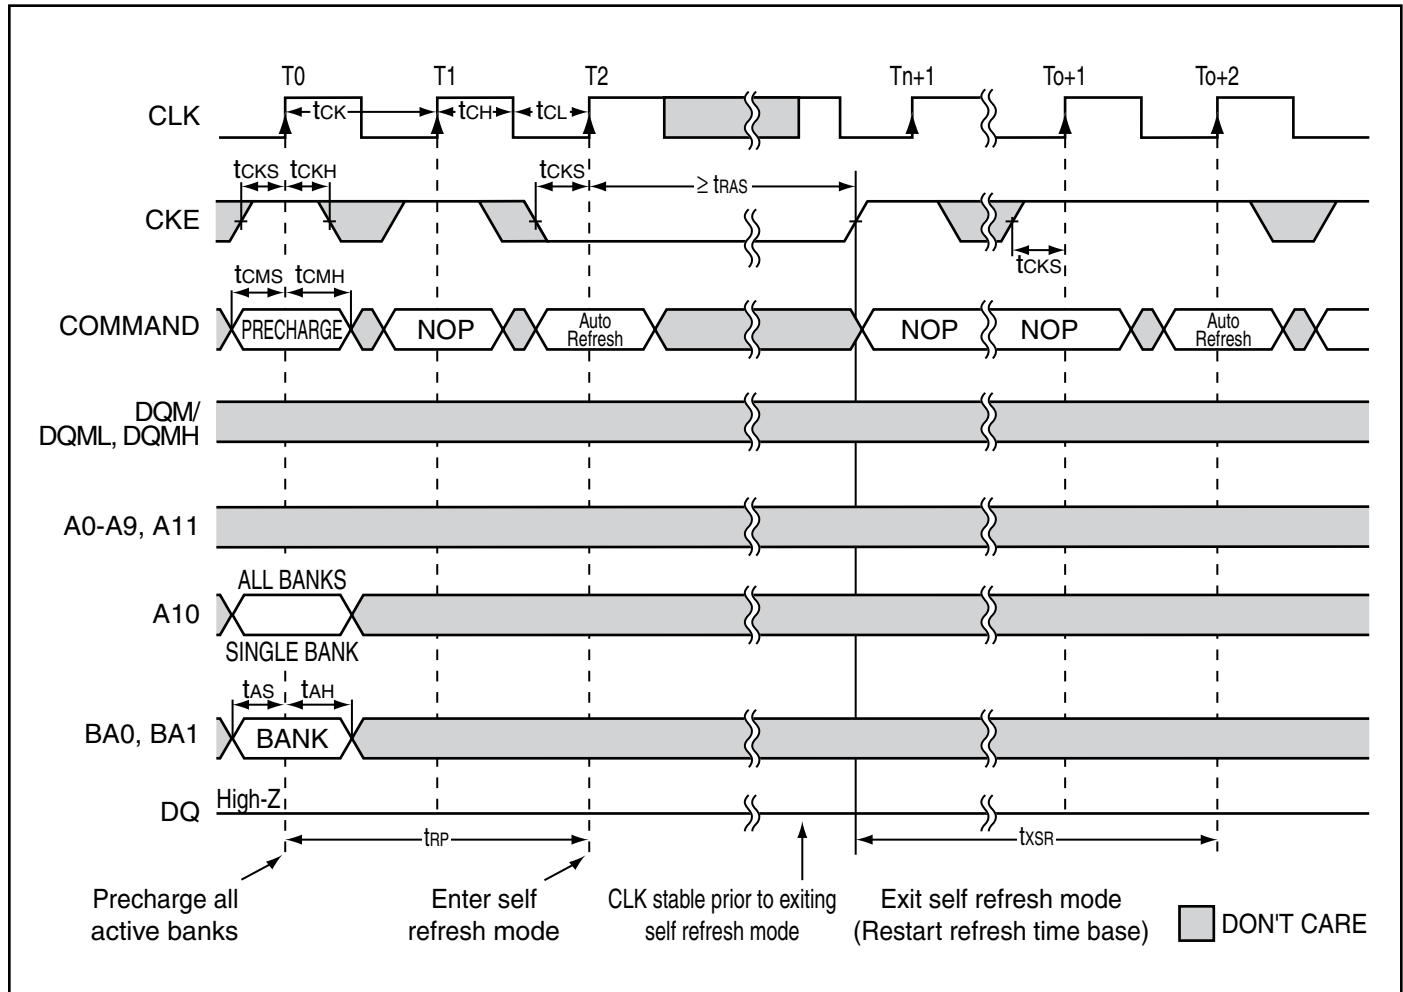 T0 T1 T2 Tn+1 To+1 To+2
CLK tCK tCH tCL
tCKS tCKH tCKS ≥ tRAS
CKE
tCKS
tCMS tCMH
COMMAND PRECHARGE NOP Auto Refresh NOP NOP Auto Refresh
DQM/
DQML, DQMH
A0-A9, A11
ALL BANKS
A10
SINGLE BANK
tAS tAH
BA0, BA1 BANK
DQ High-Z
tRP tXSR
Precharge all
active banks
Enter self
refresh mode
CLK stable prior to exiting
self refresh mode
Exit self refresh mode
(Restart refresh time base)
DON'T CARE